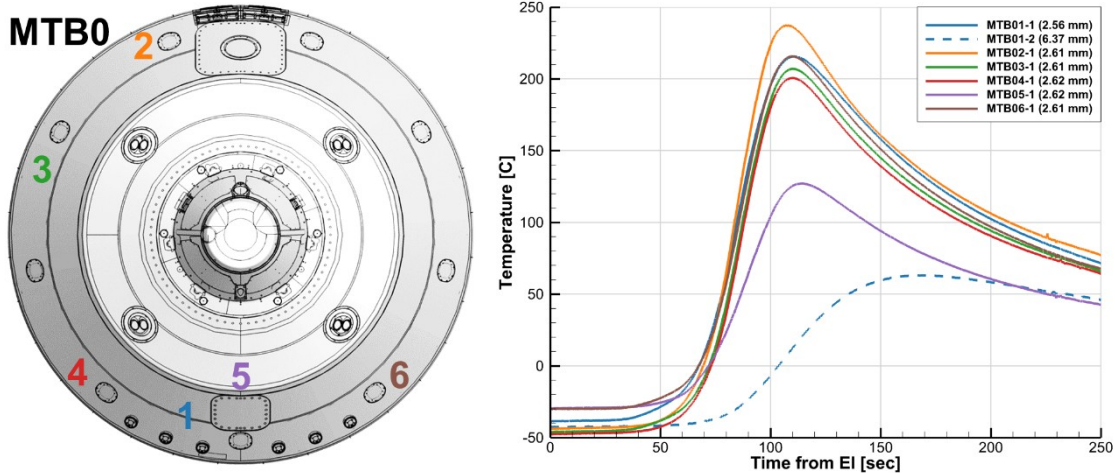 MTB0
2
3
4
1
5
6
Temperature [C]
250
200
150
100
50
0
-50
0
50
100
150
200
250
Time from EI [sec]
MTB01-1 (2.56 mm)
MTB01-2 (6.37 mm)
MTB02-1 (2.61 mm)
MTB03-1 (2.61 mm)
MTB04-1 (2.62 mm)
MTB05-1 (2.62 mm)
MTB06-1 (2.61 mm)